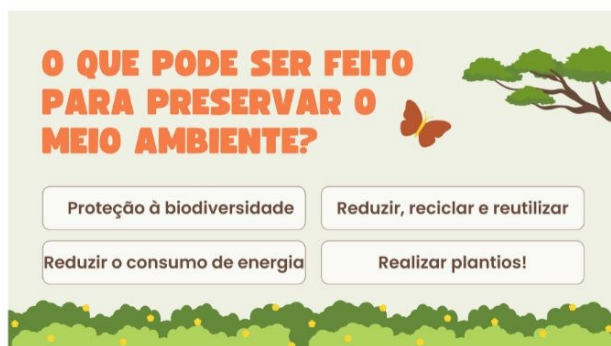 O QUE PODE SER FEITO
PARA PRESERVAR O
MEIO AMBIENTE?
Proteção à biodiversidade
Reduzir, reciclar e reutilizar
Reduzir o consumo de energia
Realizar plantios!